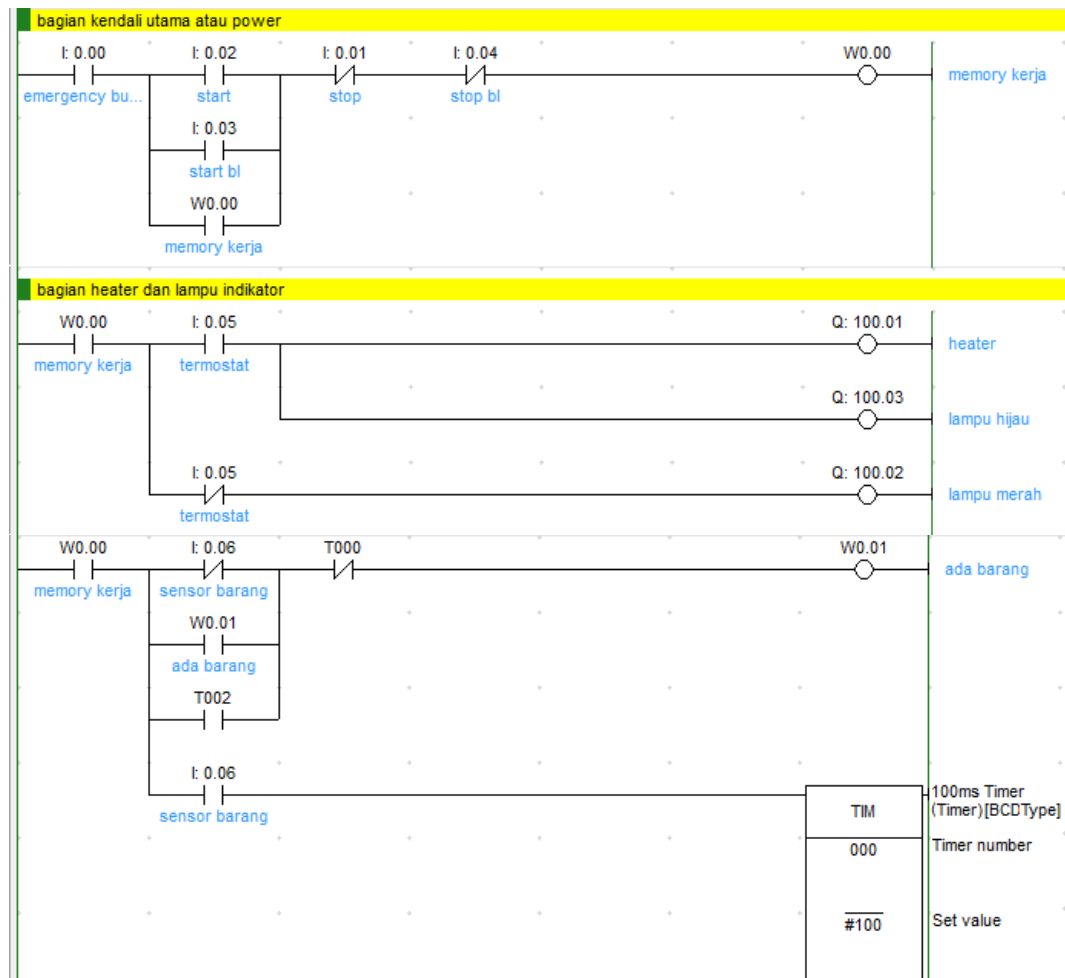 bagian kendali utama atau power
I: 0.00 I: 0.02 I: 0.01 I: 0.04 W0.00
emergency bu... start stop stop bl memory kerja
I: 0.03
start bl
W0.00
memory kerja
bagian heater dan lampu indikator
W0.00 I: 0.05 Q: 100.01
memory kerja termostat heater
Q: 100.03
lampu hijau
I: 0.05 Q: 100.02
termostat lampu merah
W0.00 I: 0.06 T000 W0.01
memory kerja sensor barang ada barang
W0.01
ada barang
T002
I: 0.06
sensor barang
100ms Timer
TIM (Timer)[BCDType]
000 Timer number
#100 Set value